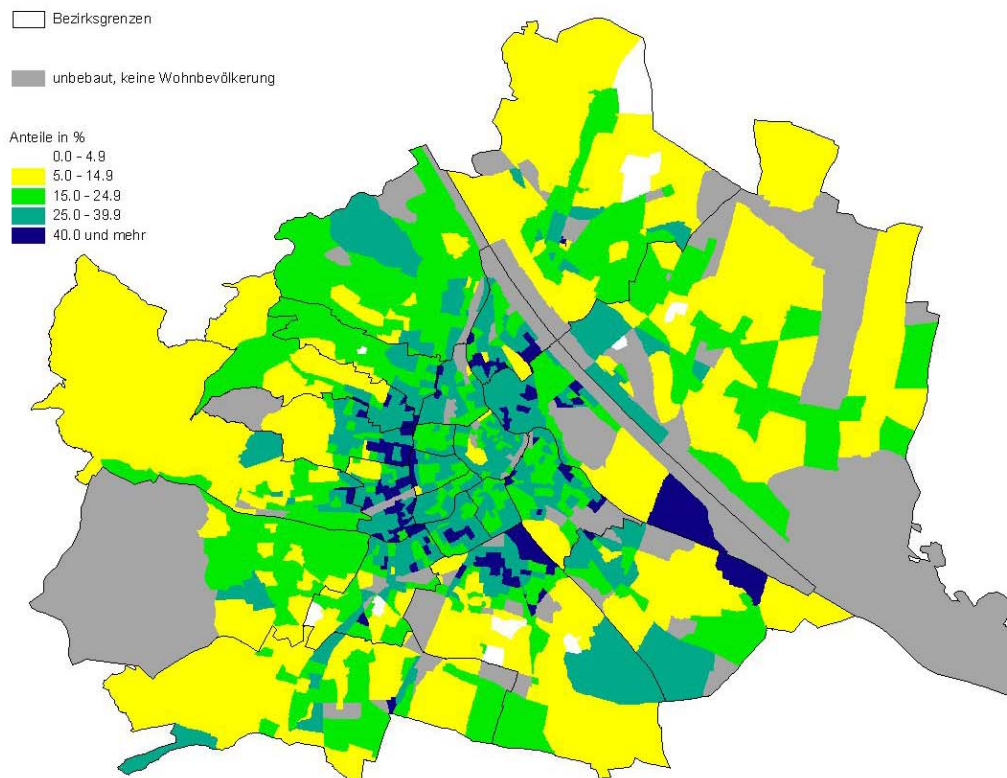 Bezirksgrenzen
unbebaut, keine Wohnbevölkerung
Anteile in %
0.0 - 4.9
5.0 - 14.9
15.0 - 24.9
25.0 - 39.9
40.0 und mehr